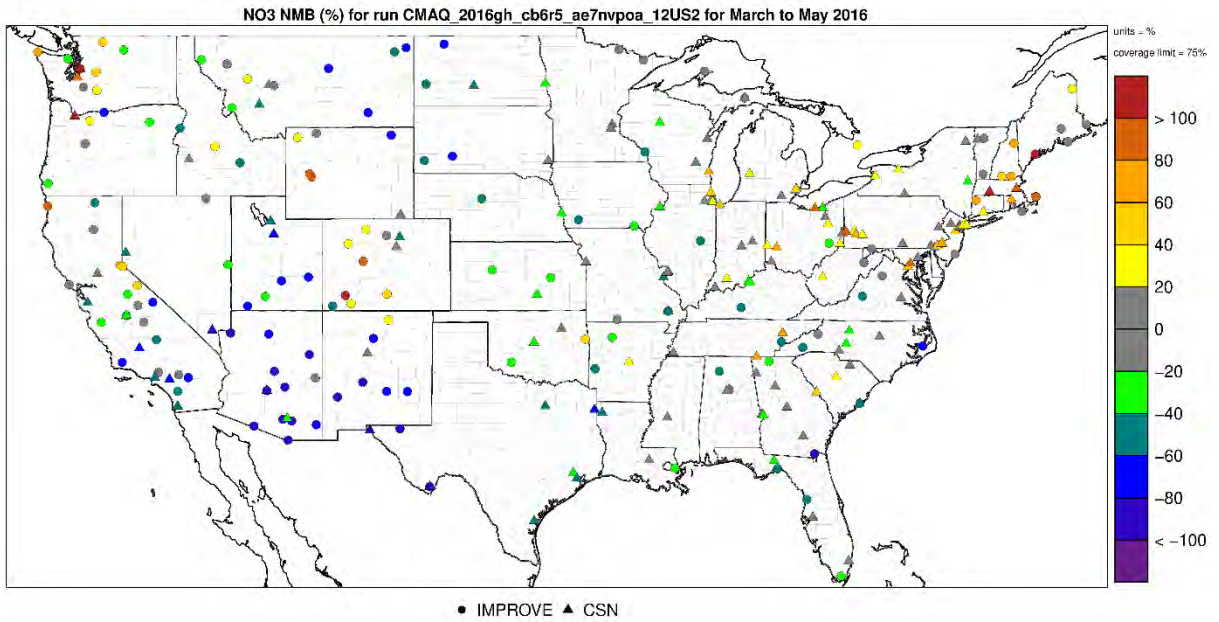 NO3 NMB (%) for run CMAQ_2016gh_cb6r5_ae7nvpoa_12US2 for March to May 2016
units = %
coverage limit = 75%
> 100
80
60
40
20
0
−20
−40
−60
−80
< −100
● IMPROVE ▲ CSN